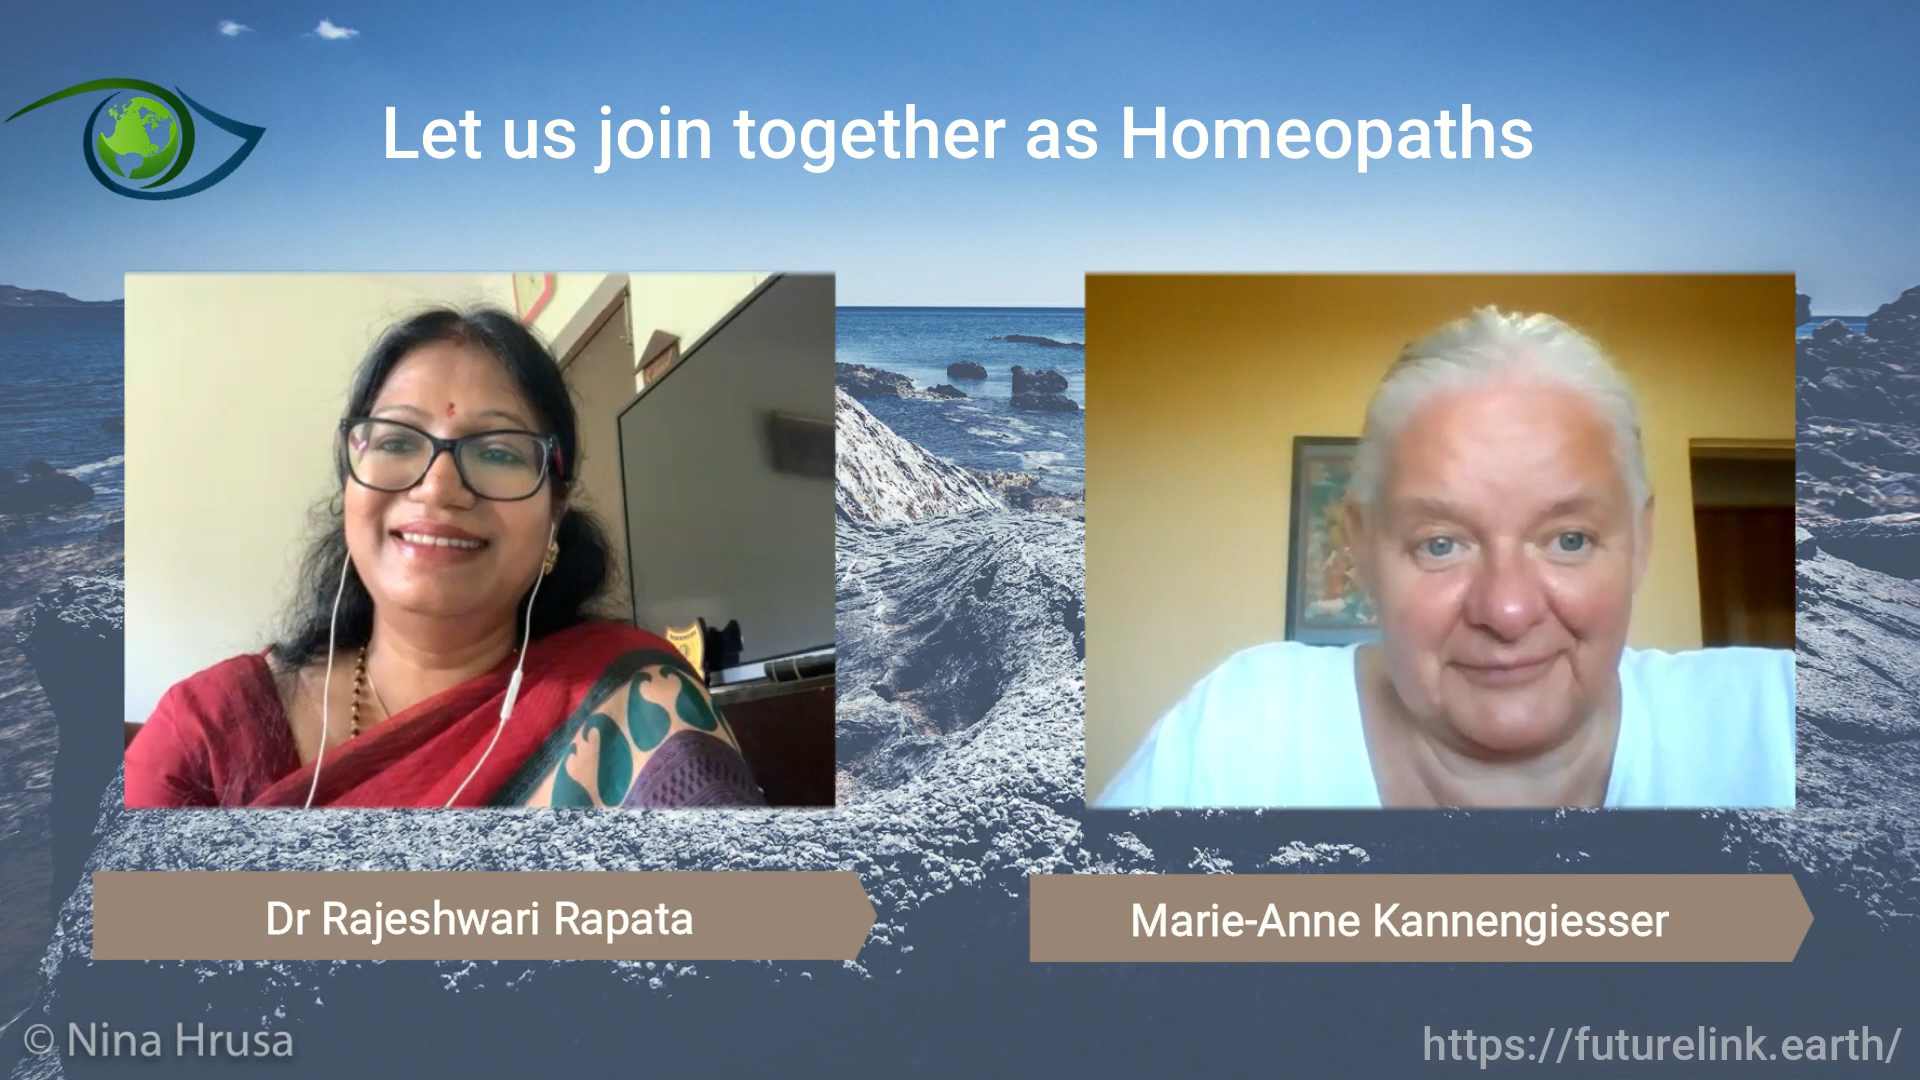 Let us join together as Homeopaths
Dr Rajeshwari Rapata
Marie-Anne Kannengiesser
© Nina Hrusa
https://futurelink.earth/